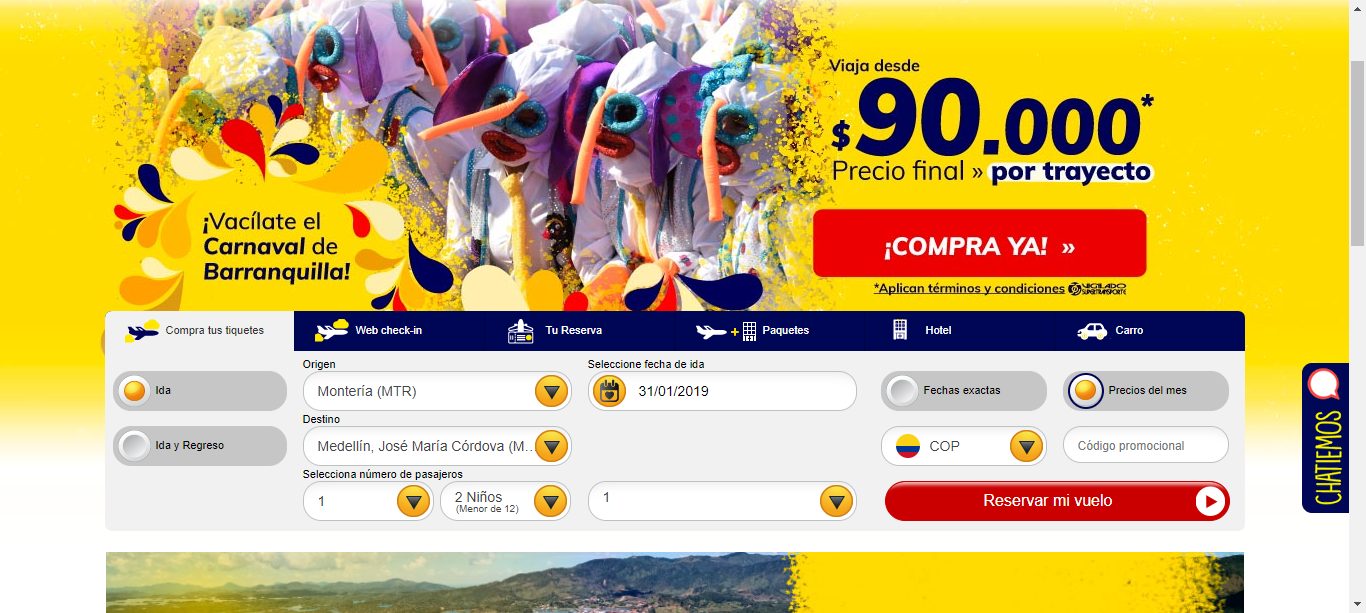 Viaja desde
$90.000*
Precio final » por trayecto
¡Vacílate el
Carnaval de
Barranquilla!
¡COMPRA YA! »
*Aplican términos y condiciones VIGILADO
SUPERTRANSPORTE
Compra tus tiquetes
Web check-in
Tu Reserva
Paquetes
Hotel
Carro
Ida
Ida y Regreso
Origen
Montería (MTR)
Destino
Medellín, José María Córdova (M...
Selecciona número de pasajeros
1
2 Niños
(Menor de 12)
Seleccione fecha de ida
31/01/2019
1
Fechas exactas
Precios del mes
COP
Código promocional
Reservar mi vuelo
CHATIEMOS